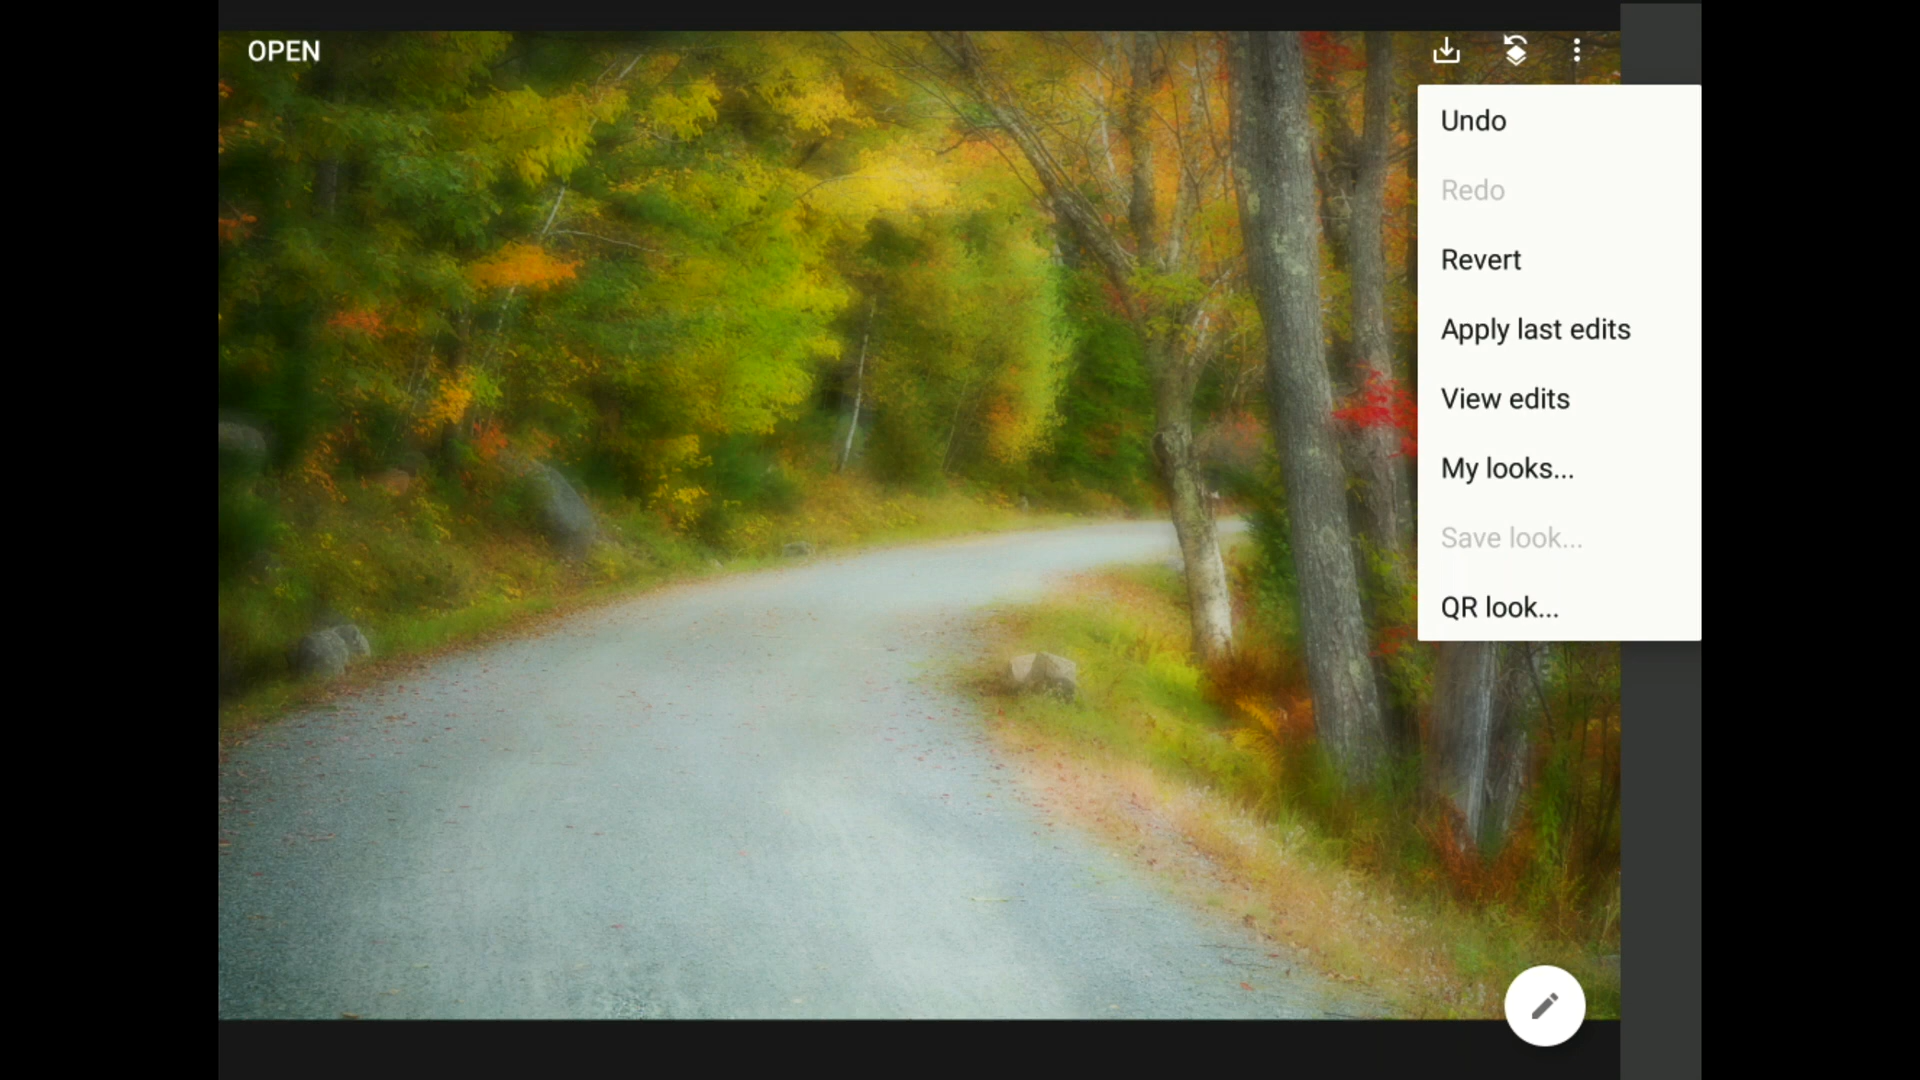 OPEN
Undo
Redo
Revert
Apply last edits
View edits
My looks...
Save look...
QR look...